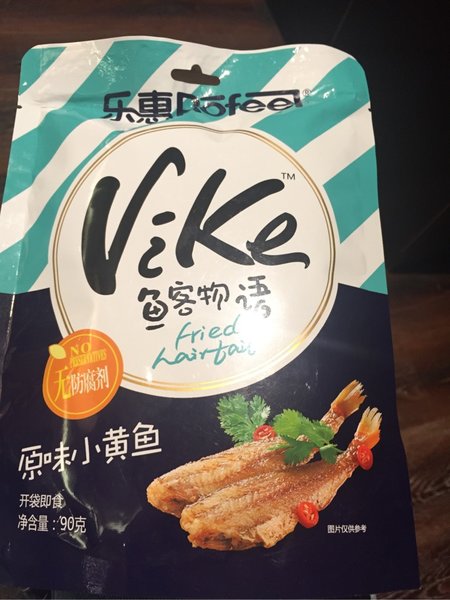 乐惠Rofeel®
Vike™
鱼客物语
fried
hairtail
NO
PRESERVATIVES
无防腐剂
原味小黄鱼
开袋即食
净含量：90克
图片仅供参考